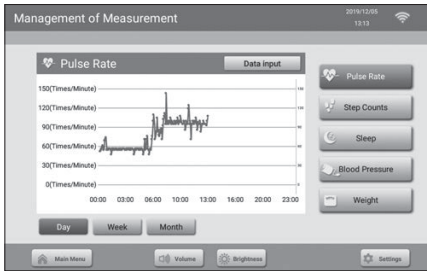 Management of Measurement
2019/12/05
13:13
Pulse Rate
Data input
150(Times/Minute)
150
120(Times/Minute)
90(Times/Minute)
60(Times/Minute)
30(Times/Minute)
0(Times/Minute)
00:00 03:00 06:00 10:00 13:00 16:00 20:00 23:00
Day Week Month
Pulse Rate
Step Counts
Sleep
Blood Pressure
Weight
Main Menu Volume Brightness Settings